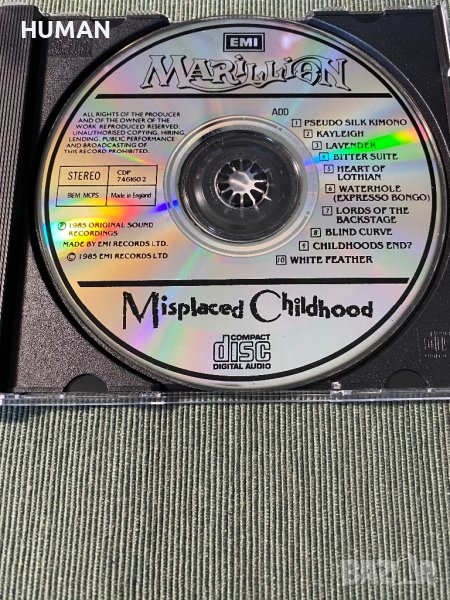 HUMAN
EMI
MARILLION
ALL RIGHTS OF THE PRODUCER
AND OF THE OWNER OF THE
WORK REPRODUCED RESERVED.
UNAUTHORISED COPYING, HIRING,
LENDING, PUBLIC PERFORMANCE
AND BROADCASTING OF
THIS RECORD PROHIBITED.
STEREO
CDP
7461602
BIEM MCPS
Made in England
℗ 1985 ORIGINAL SOUND
RECORDINGS
MADE BY EMI RECORDS LTD.
© 1985 EMI RECORDS LTD
ADD
1 PSEUDO SILK KIMONO
2 KAYLEIGH
3 LAVENDER
4 BITTER SUITE
5 HEART OF
LOTHIAN
6 WATERHOLE
(EXPRESSO BONGO)
7 LORDS OF THE
BACKSTAGE
8 BLIND CURVE
9 CHILDHOODS END?
10 WHITE FEATHER
Misplaced Childhood
COMPACT
disc
DIGITAL AUDIO
BAZAR